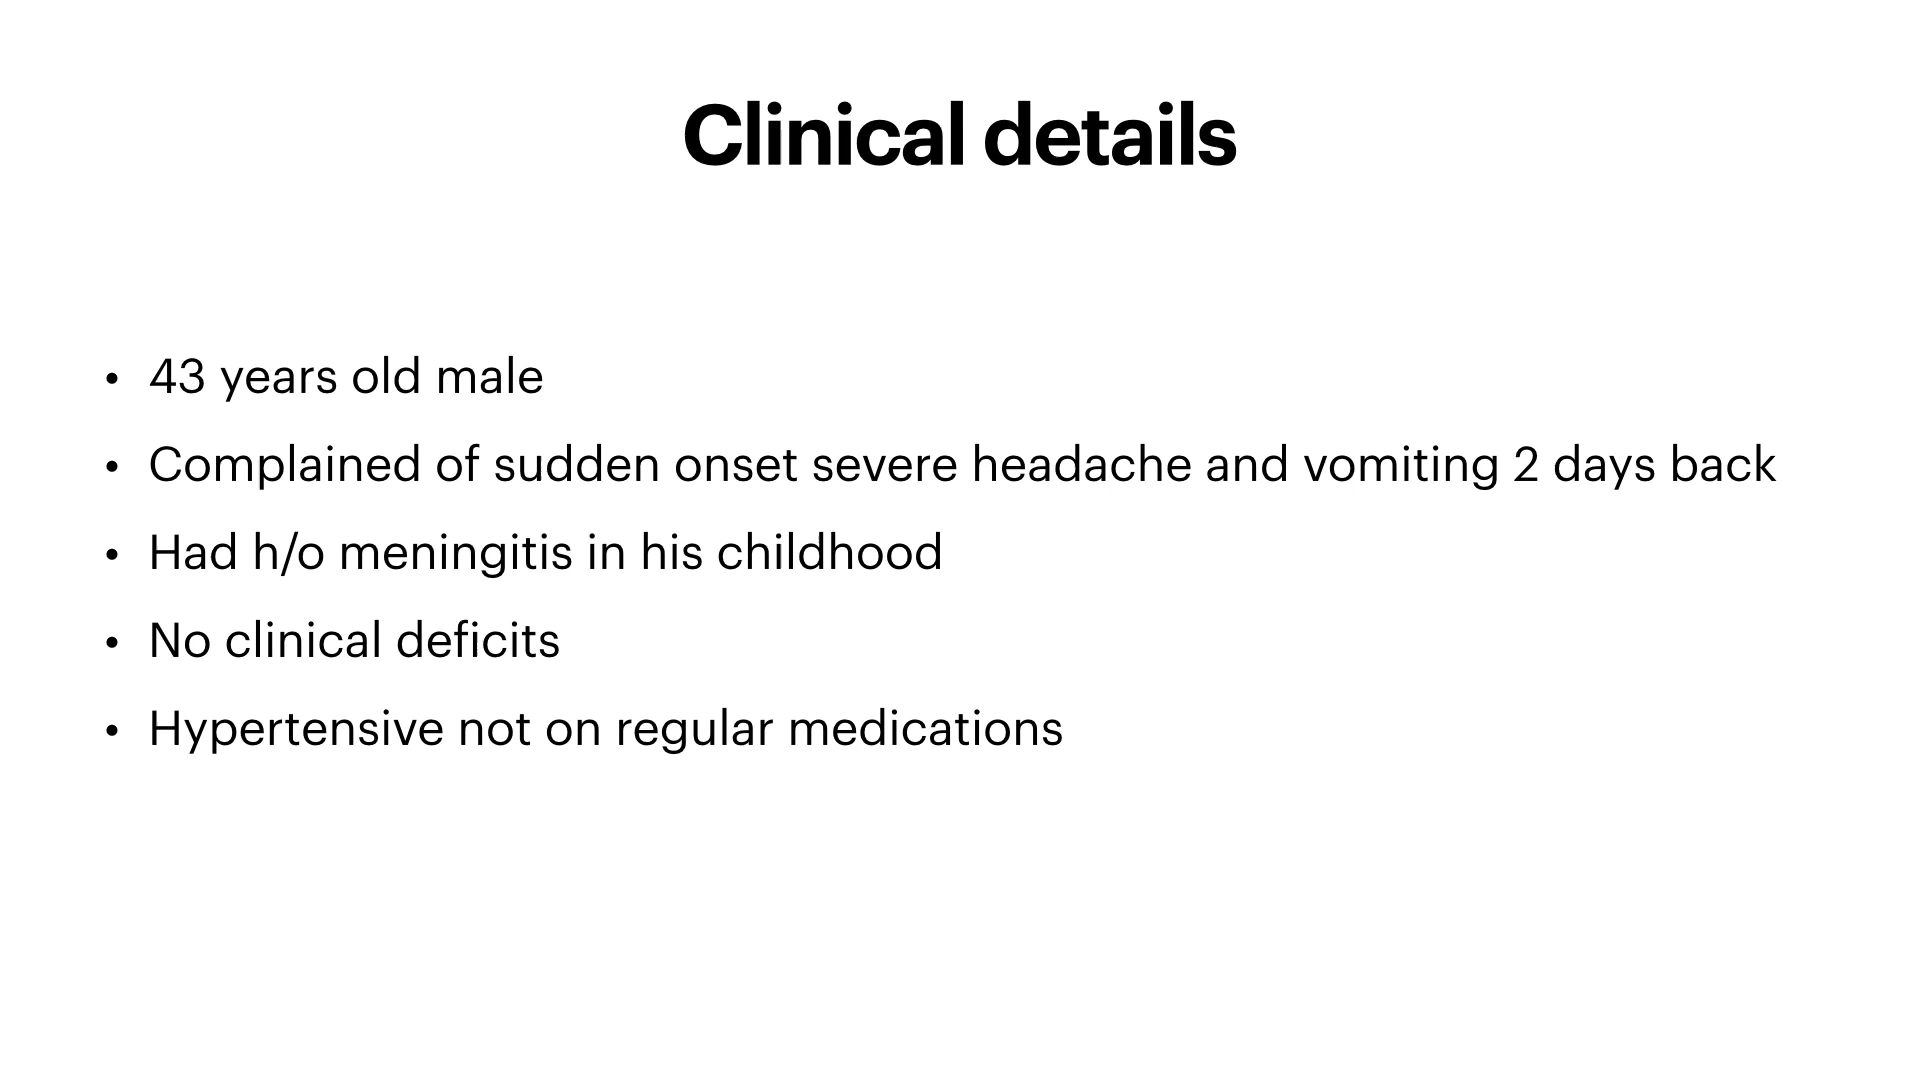 Clinical details
• 43 years old male
• Complained of sudden onset severe headache and vomiting 2 days back
• Had h/o meningitis in his childhood
• No clinical deficits
• Hypertensive not on regular medications